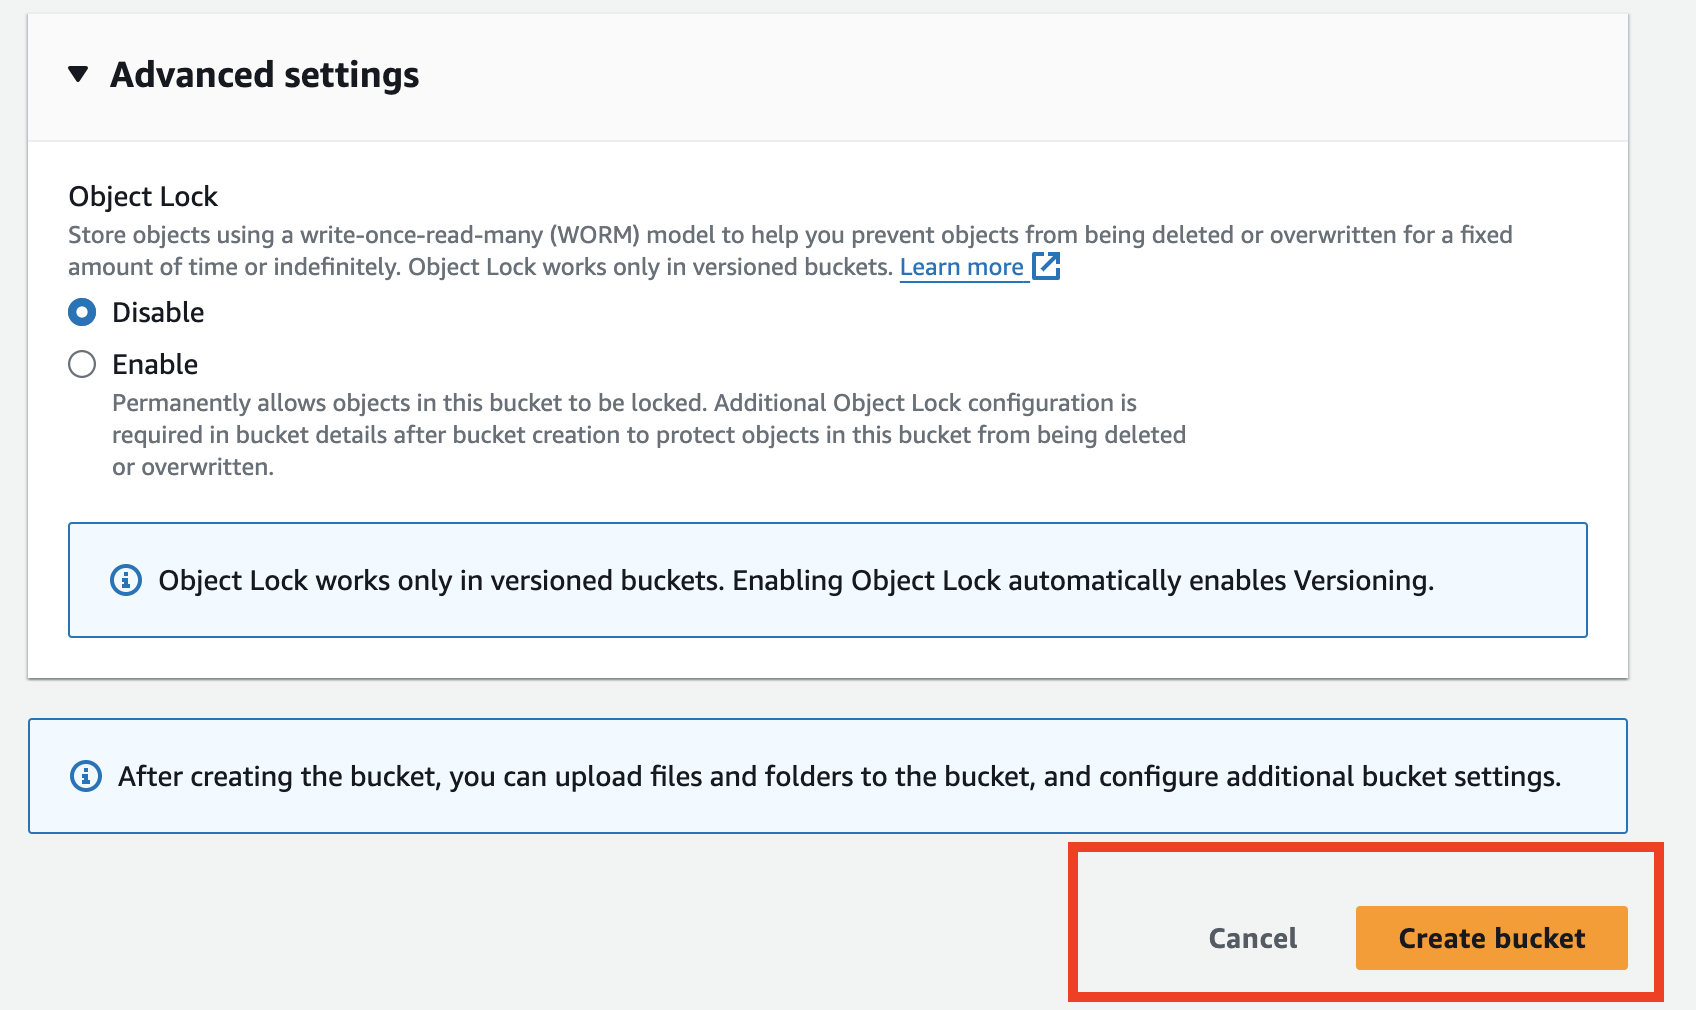 Advanced settings
Object Lock
Store objects using a write-once-read-many (WORM) model to help you prevent objects from being deleted or overwritten for a fixed
amount of time or indefinitely. Object Lock works only in versioned buckets. Learn more
Disable
Enable
Permanently allows objects in this bucket to be locked. Additional Object Lock configuration is
required in bucket details after bucket creation to protect objects in this bucket from being deleted
or overwritten.
Object Lock works only in versioned buckets. Enabling Object Lock automatically enables Versioning.
After creating the bucket, you can upload files and folders to the bucket, and configure additional bucket settings.
Cancel Create bucket